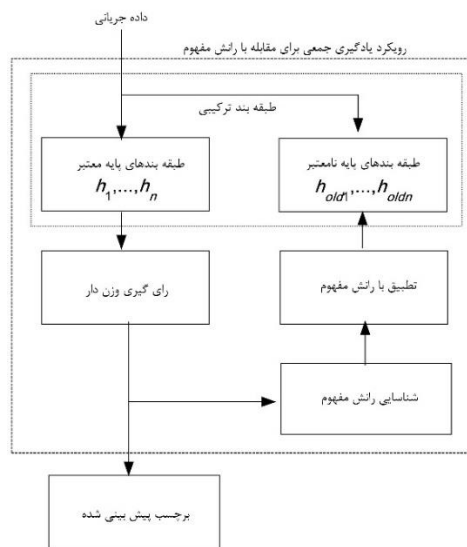 داده جریانی
رویکرد یادگیری جمعی برای مقابله با رانش مفهوم
طبقه بند ترکیبی
طبقه بندهای پایه معتبر
h1,...,hn
طبقه بندهای پایه نامعتبر
hold1,...,holdn
رای گیری وزن دار
تطبیق با رانش مفهوم
شناسایی رانش مفهوم
برچسب پیش بینی شده